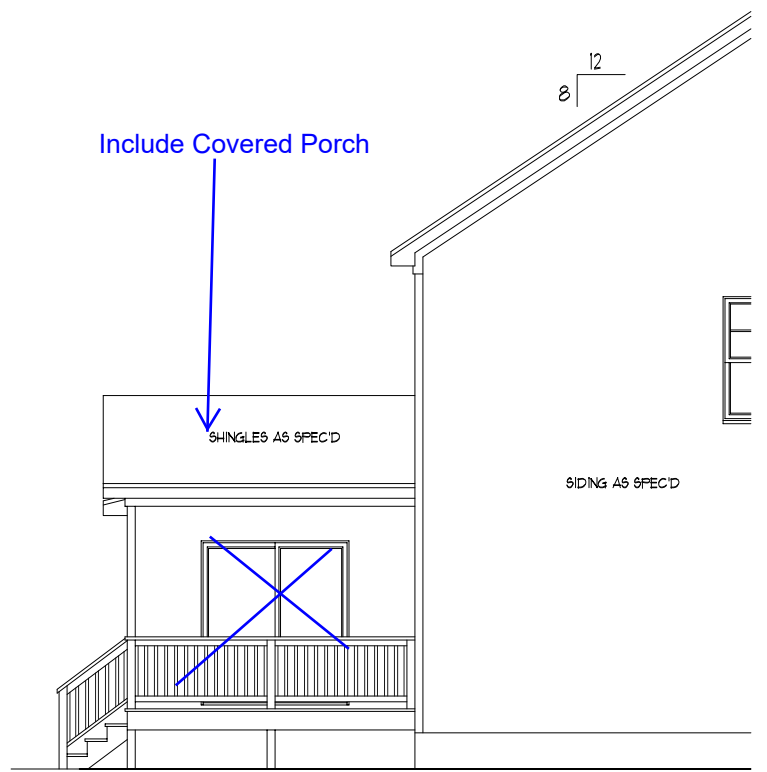 12
8
Include Covered Porch
SHINGLES AS SPEC'D
SIDING AS SPEC'D